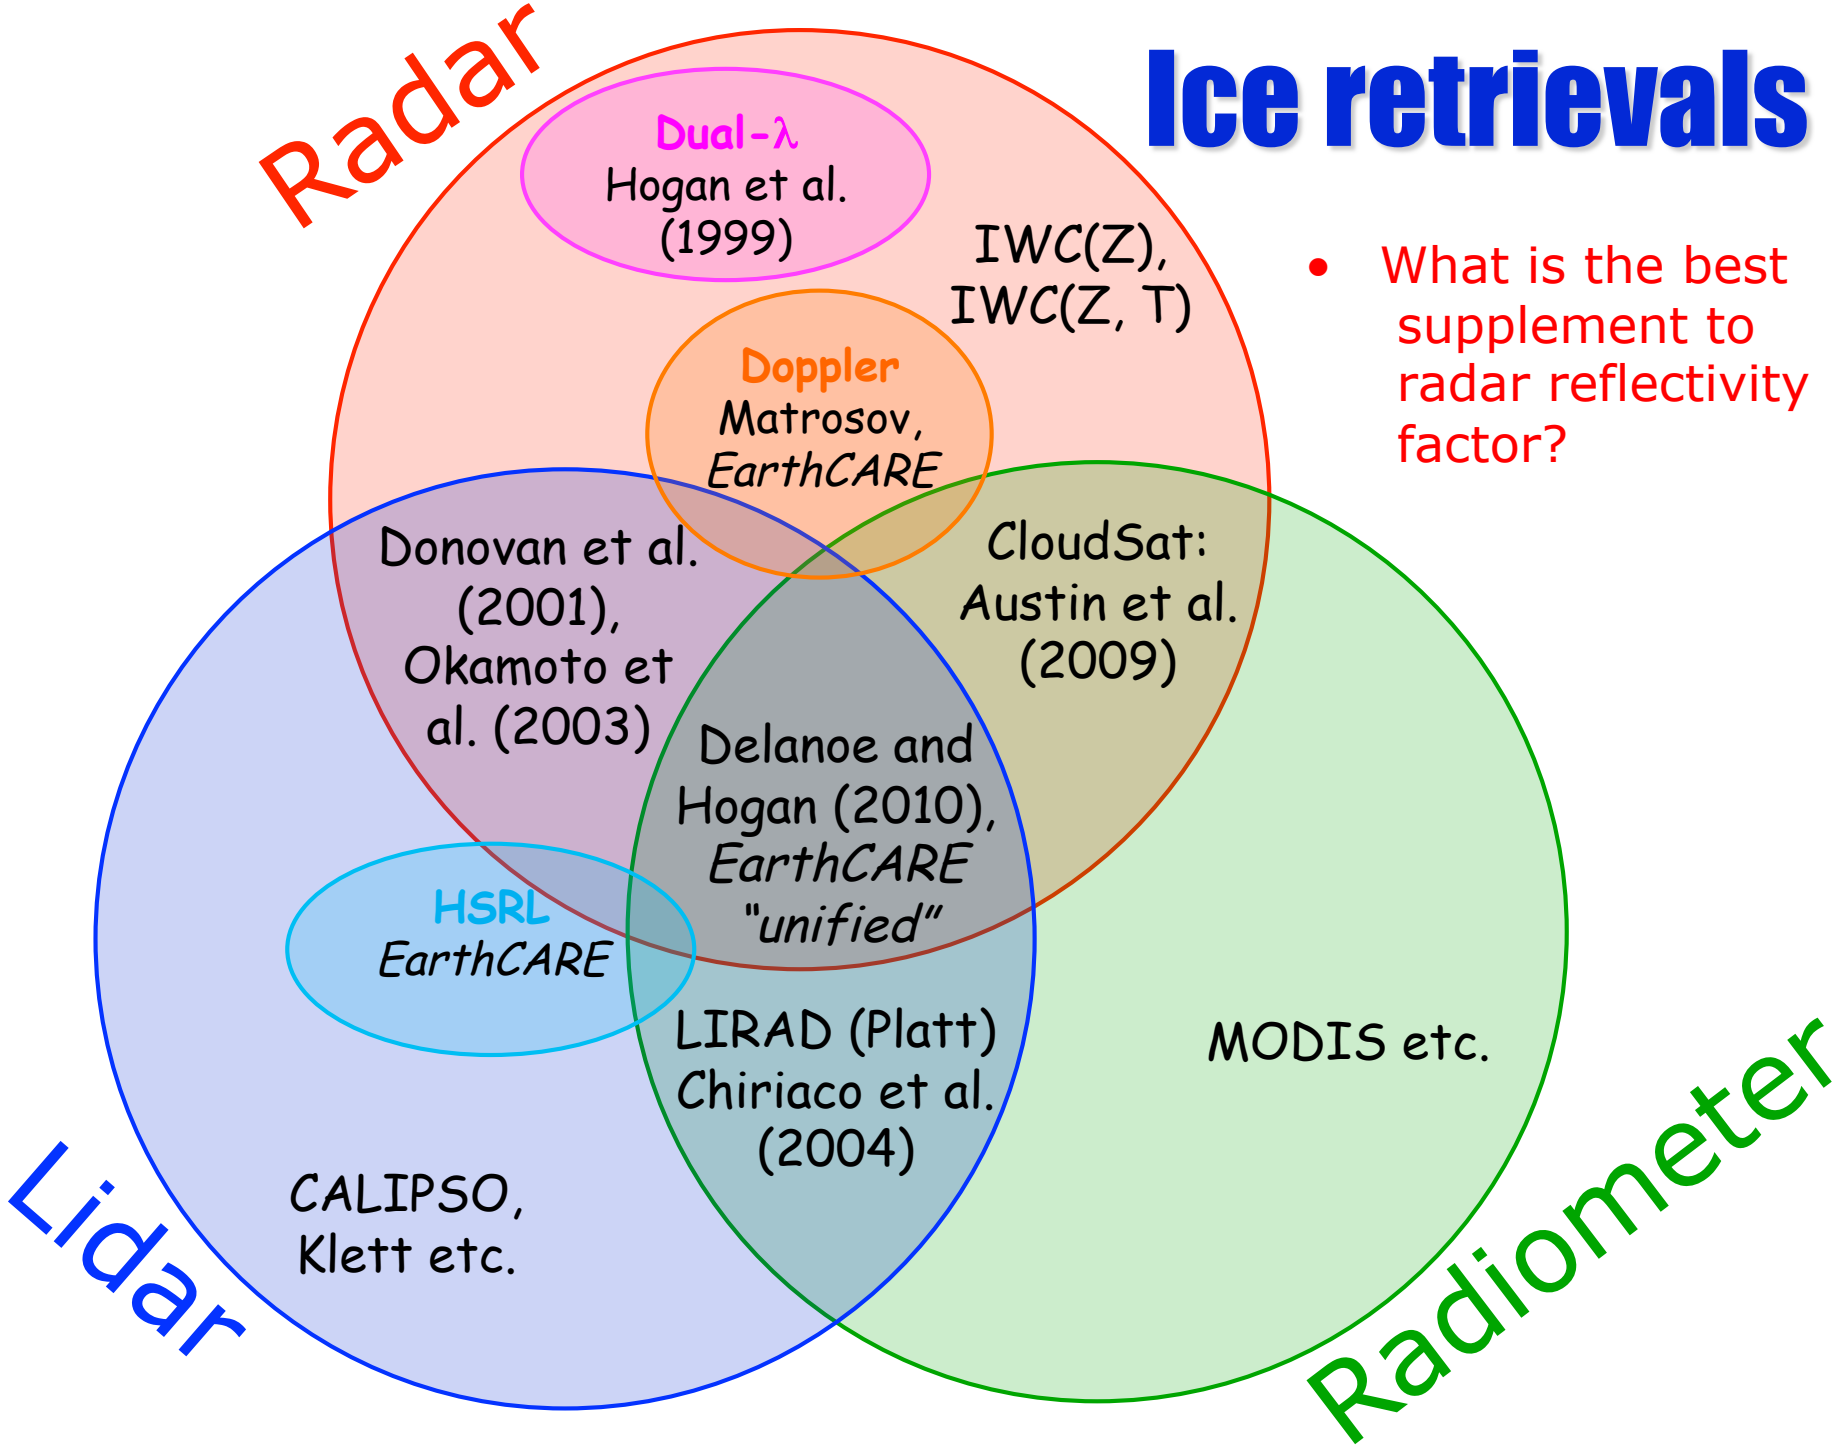 Ice retrievals
Radar
Dual-λ
Hogan et al.
(1999)
IWC(Z),
IWC(Z, T)
• What is the best
supplement to
radar reflectivity
factor?
Doppler
Matrosov,
EarthCARE
Donovan et al.
(2001),
Okamoto et
al. (2003)
CloudSat:
Austin et al.
(2009)
Delanoe and
Hogan (2010),
EarthCARE
“unified”
HSRL
EarthCARE
LIRAD (Platt)
Chiriaco et al.
(2004)
MODIS etc.
CALIPSO,
Klett etc.
Lidar
Radiometer